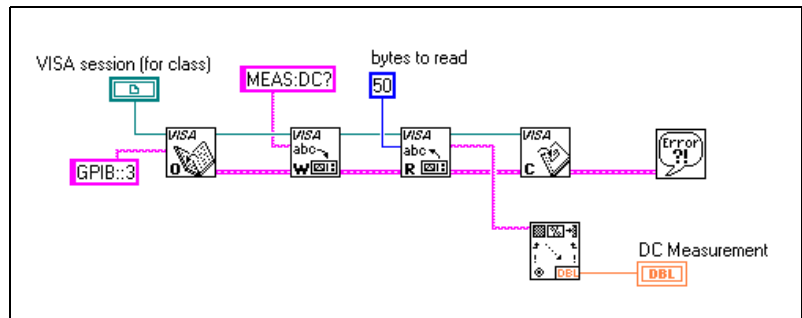 VISA session (for class)
bytes to read
MEAS:DC?
50
VISA
O
GPIB::3
VISA
abc
W
VISA
abc
R
VISA
C
Error
?!
%
!
!
DBL
DC Measurement
DBL